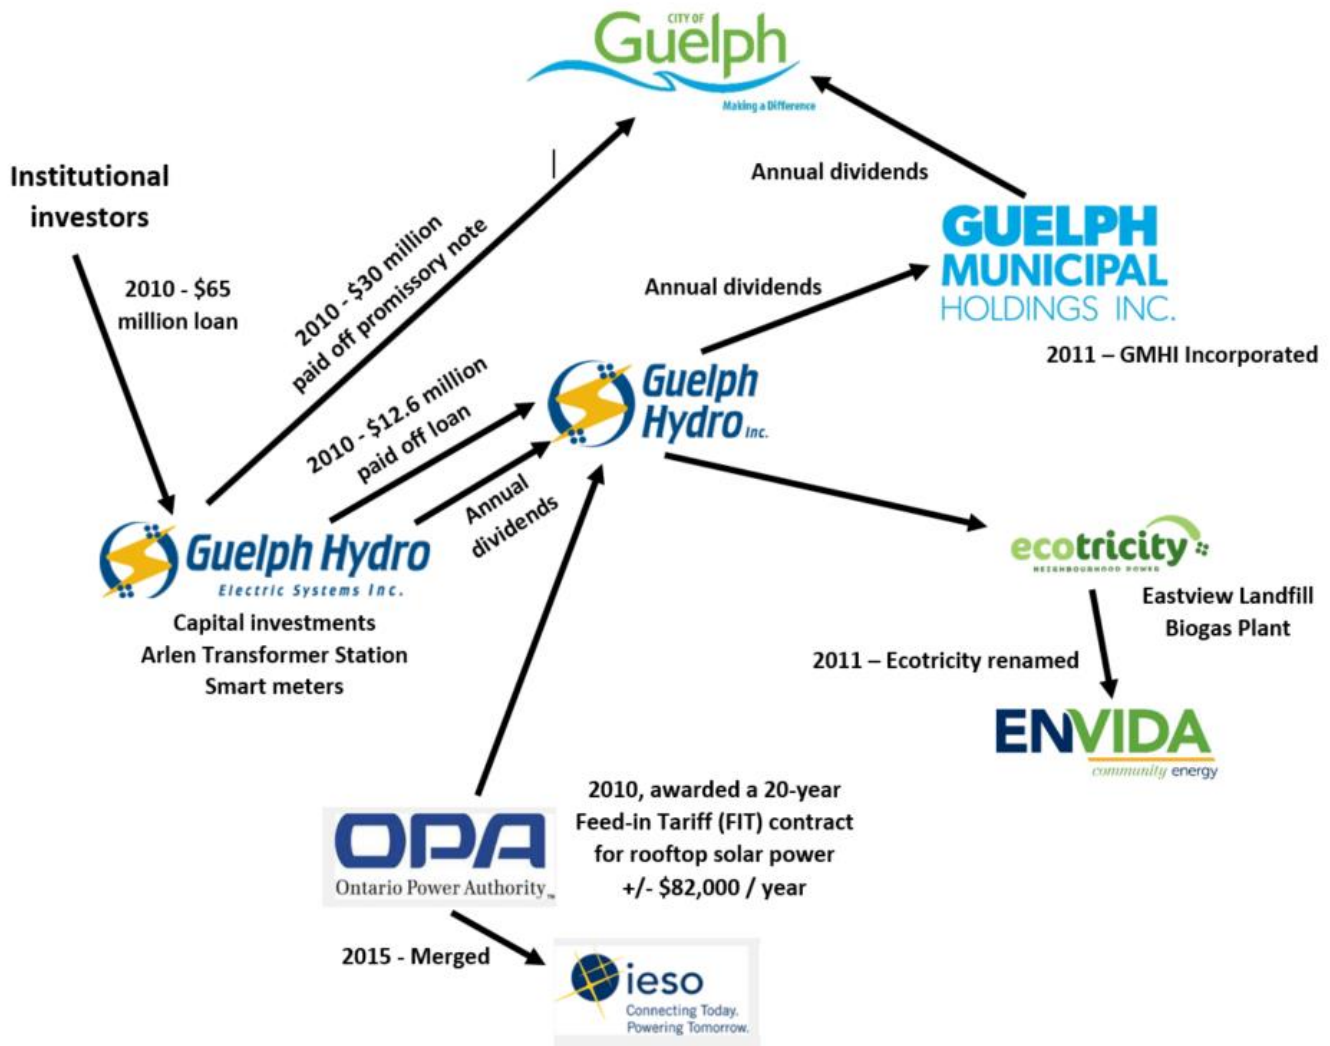 CITY OF
Guelph
Making a Difference
Institutional
investors
Annual dividends
GUELPH
MUNICIPAL
HOLDINGS INC.
2010 - $65
million loan
2010 - $30 million
paid off promissory note
Annual dividends
2011 – GMHI Incorporated
2010 - $12.6 million
paid off loan
Guelph
Hydro Inc.
Annual
dividends
Guelph Hydro
Electric Systems Inc.
Capital investments
Arlen Transformer Station
Smart meters
ecotricity
NEIGHBOURHOOD POWER
Eastview Landfill
Biogas Plant
2011 – Ecotricity renamed
ENVIDA
community energy
2010, awarded a 20-year
Feed-in Tariff (FIT) contract
for rooftop solar power
+/- $82,000 / year
OPA
Ontario Power Authority™
2015 - Merged
ieso
Connecting Today.
Powering Tomorrow.